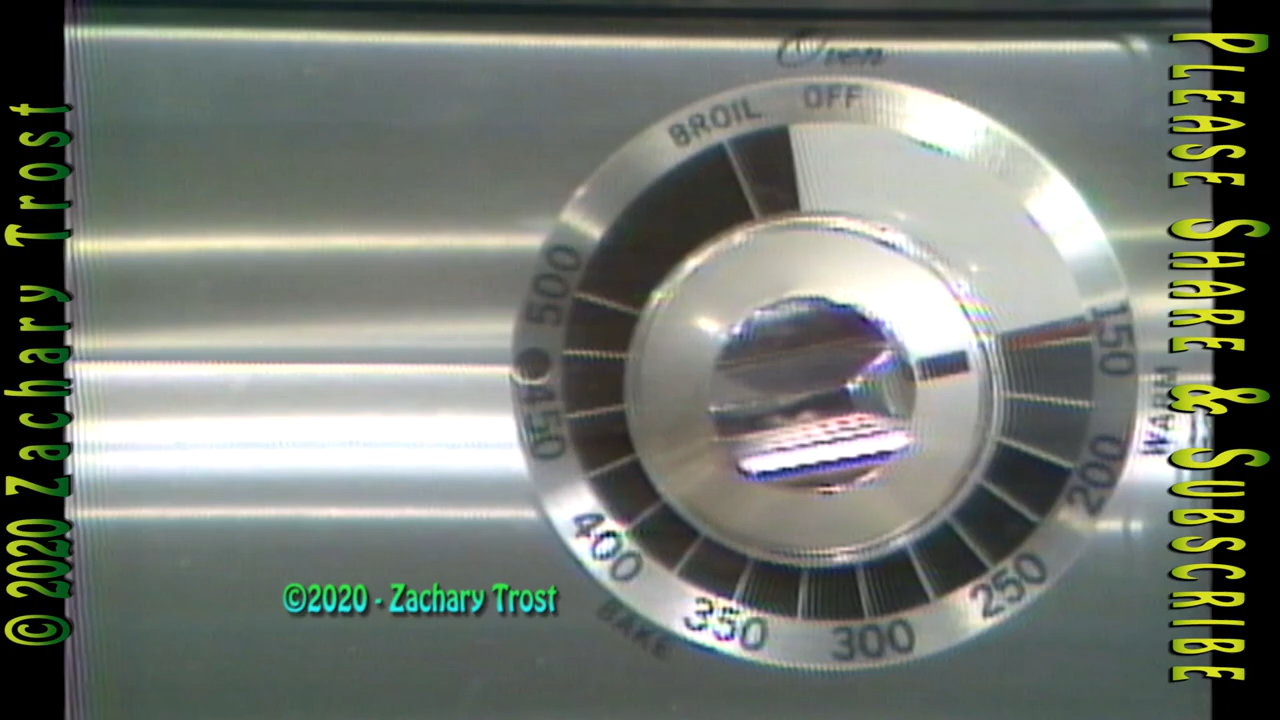 © 2020 Zachary Trost
PLEASE SHARE & SUBSCRIBE
Oven
OFF
BROIL
500
450
400
350
300
250
200
150
WARM
BAKE
©2020 - Zachary Trost